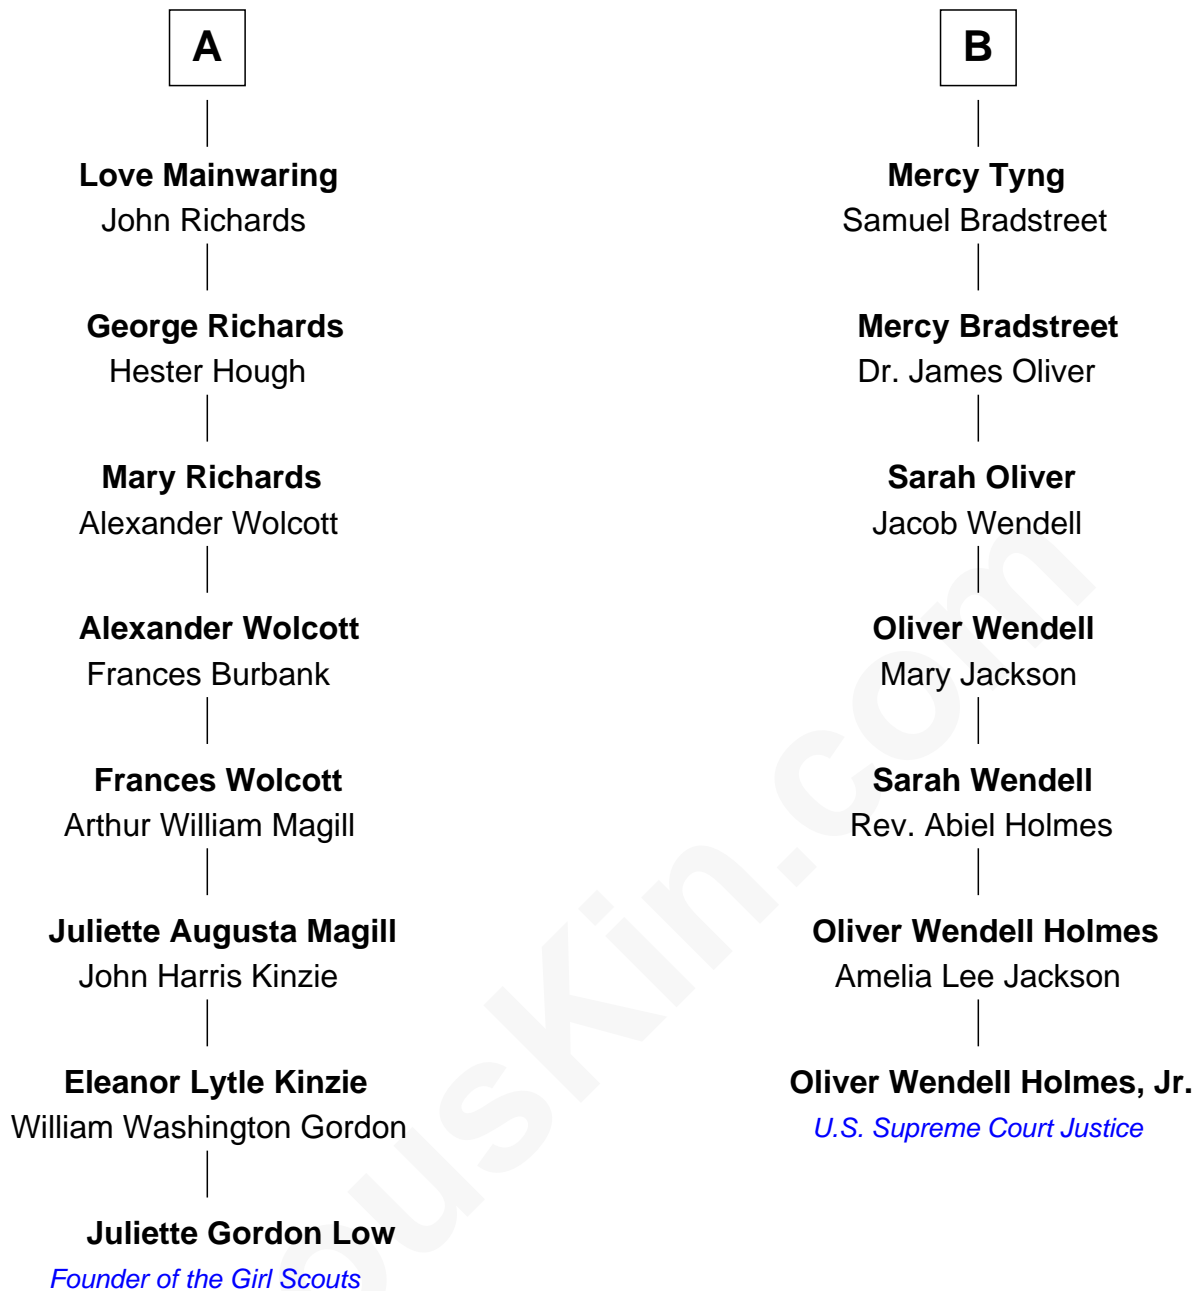 A
Love Mainwaring
John Richards
George Richards
Hester Hough
Mary Richards
Alexander Wolcott
Alexander Wolcott
Frances Burbank
Frances Wolcott
Arthur William Magill
Juliette Augusta Magill
John Harris Kinzie
Eleanor Lytle Kinzie
William Washington Gordon
Juliette Gordon Low
Founder of the Girl Scouts
B
Mercy Tyng
Samuel Bradstreet
Mercy Bradstreet
Dr. James Oliver
Sarah Oliver
Jacob Wendell
Oliver Wendell
Mary Jackson
Sarah Wendell
Rev. Abiel Holmes
Oliver Wendell Holmes
Amelia Lee Jackson
Oliver Wendell Holmes, Jr.
U.S. Supreme Court Justice
ousKin.com